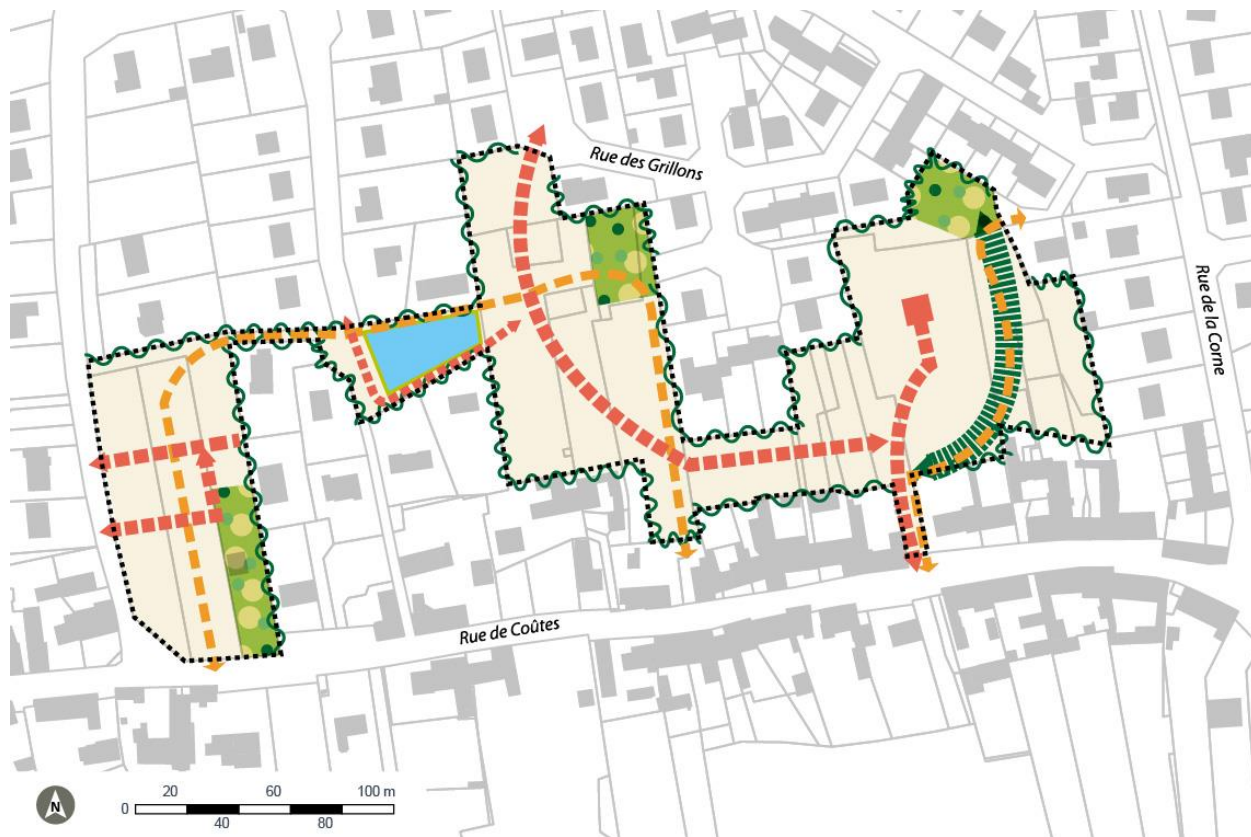 Rue des Grillons
Rue de la Corne
Rue de Coûtes
N
20 60 100 m
0
40 80